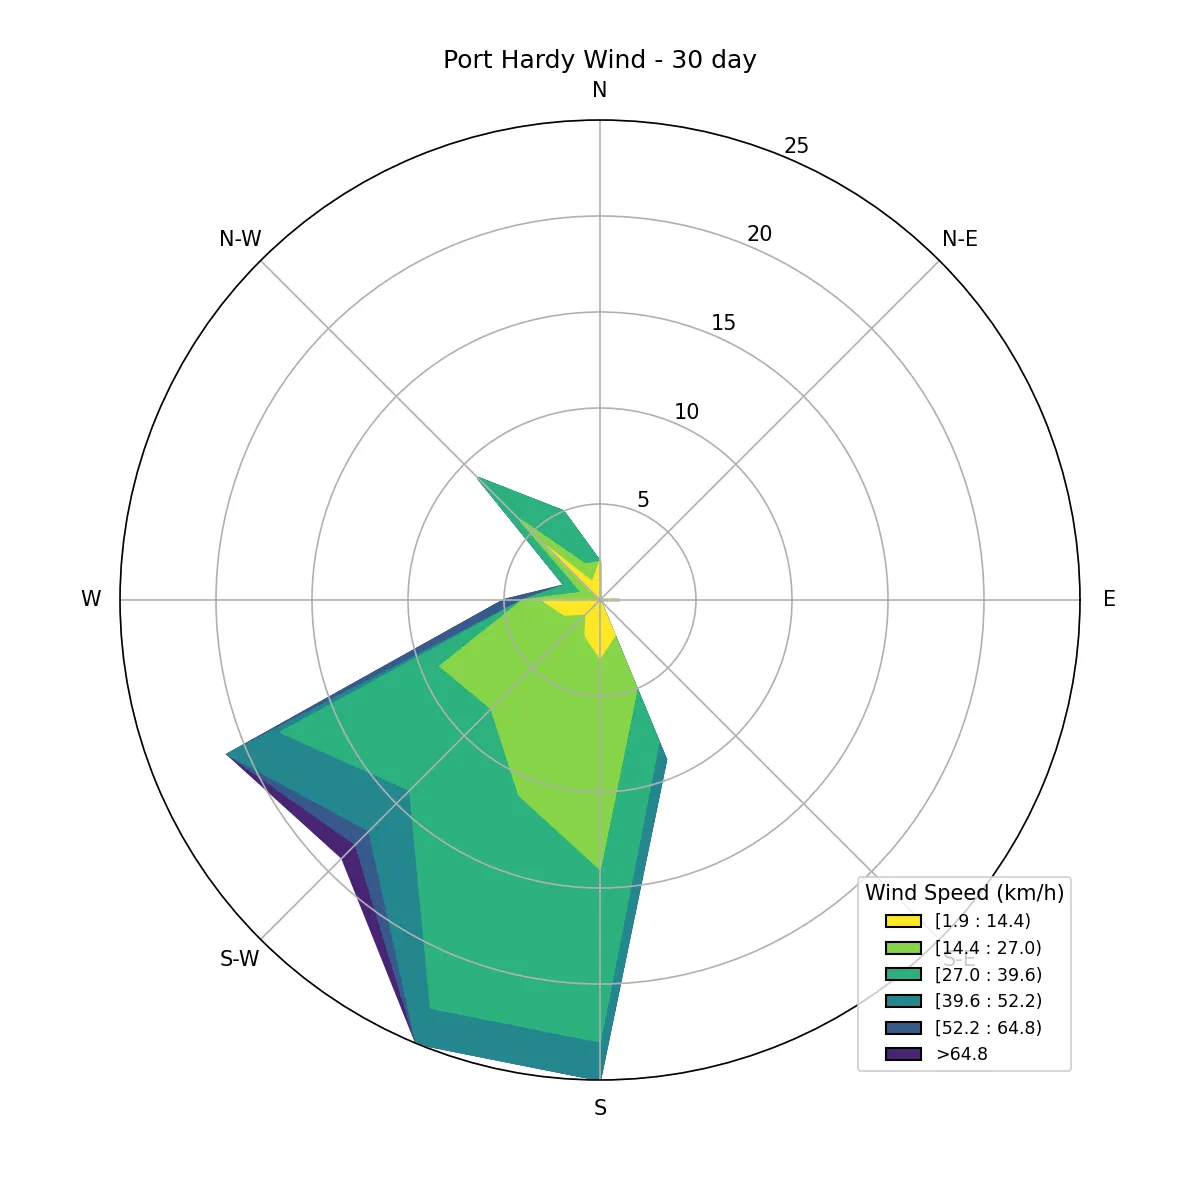 Port Hardy Wind - 30 day
N
25
N-W
20
N-E
15
10
5
W
E
S-W
S-E
S
Wind Speed (km/h)
[1.9 : 14.4)
[14.4 : 27.0)
[27.0 : 39.6)
[39.6 : 52.2)
[52.2 : 64.8)
>64.8